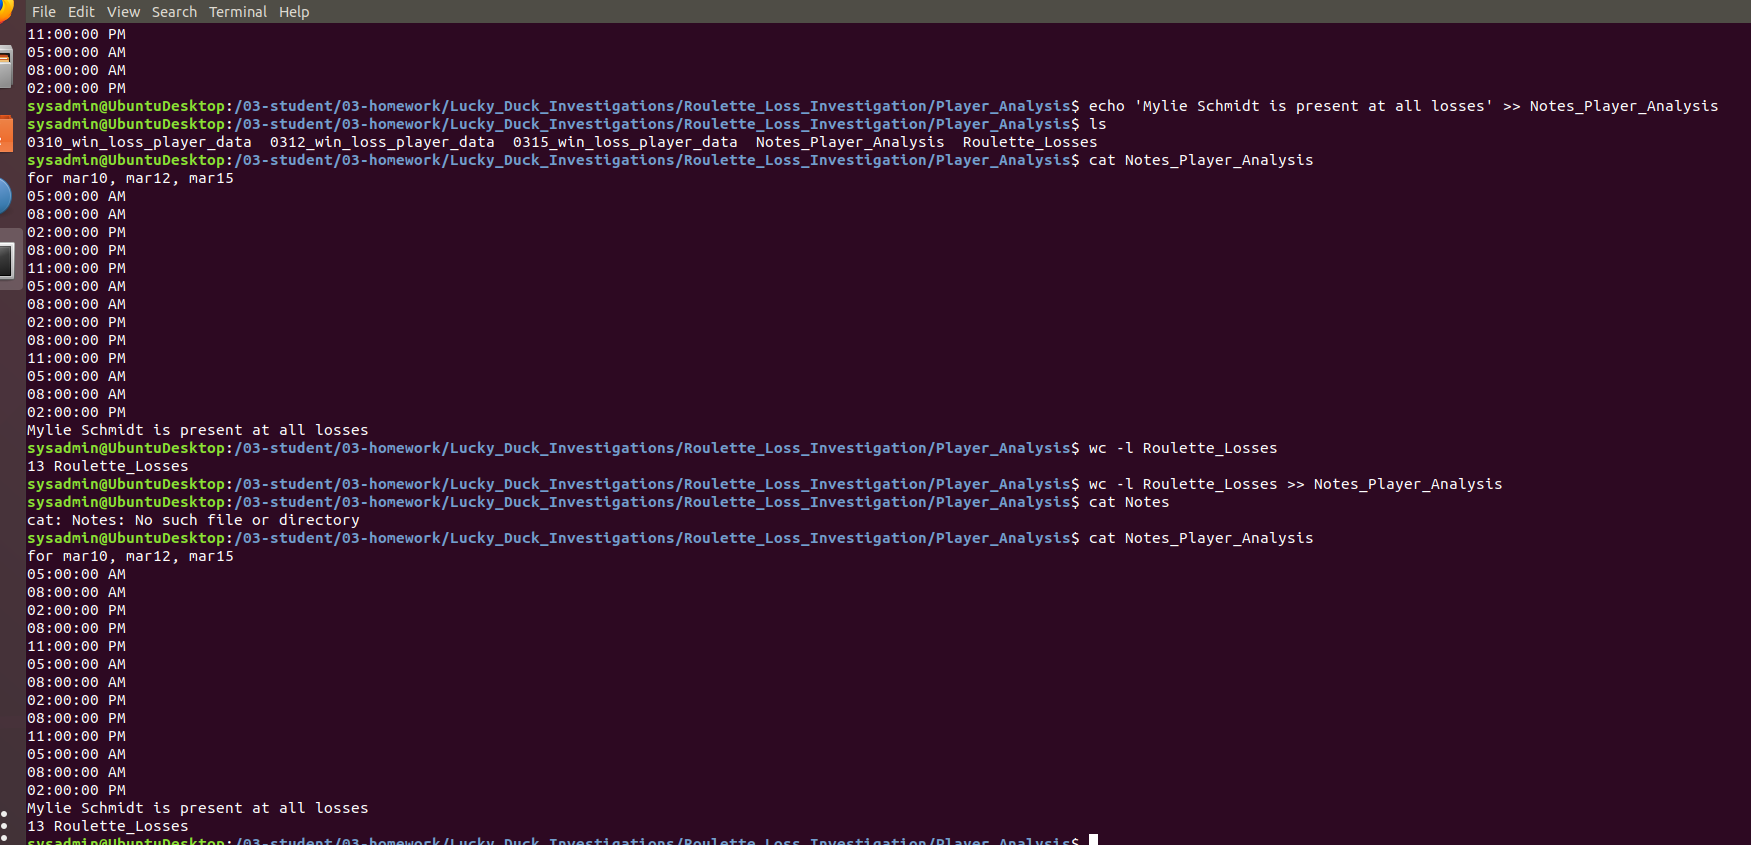 File Edit View Search Terminal Help
11:00:00 PM
05:00:00 AM
08:00:00 AM
02:00:00 PM
sysadmin@UbuntuDesktop:/03-student/03-homework/Lucky_Duck_Investigations/Roulette_Loss_Investigation/Player_Analysis$ echo 'Mylie Schmidt is present at all losses' >> Notes_Player_Analysis
sysadmin@UbuntuDesktop:/03-student/03-homework/Lucky_Duck_Investigations/Roulette_Loss_Investigation/Player_Analysis$ ls
0310_win_loss_player_data  0312_win_loss_player_data  0315_win_loss_player_data  Notes_Player_Analysis  Roulette_Losses
sysadmin@UbuntuDesktop:/03-student/03-homework/Lucky_Duck_Investigations/Roulette_Loss_Investigation/Player_Analysis$ cat Notes_Player_Analysis
for mar10, mar12, mar15
05:00:00 AM
08:00:00 AM
02:00:00 PM
08:00:00 PM
11:00:00 PM
05:00:00 AM
08:00:00 AM
02:00:00 PM
08:00:00 PM
11:00:00 PM
05:00:00 AM
08:00:00 AM
02:00:00 PM
Mylie Schmidt is present at all losses
sysadmin@UbuntuDesktop:/03-student/03-homework/Lucky_Duck_Investigations/Roulette_Loss_Investigation/Player_Analysis$ wc -l Roulette_Losses
13 Roulette_Losses
sysadmin@UbuntuDesktop:/03-student/03-homework/Lucky_Duck_Investigations/Roulette_Loss_Investigation/Player_Analysis$ wc -l Roulette_Losses >> Notes_Player_Analysis
sysadmin@UbuntuDesktop:/03-student/03-homework/Lucky_Duck_Investigations/Roulette_Loss_Investigation/Player_Analysis$ cat Notes
cat: Notes: No such file or directory
sysadmin@UbuntuDesktop:/03-student/03-homework/Lucky_Duck_Investigations/Roulette_Loss_Investigation/Player_Analysis$ cat Notes_Player_Analysis
for mar10, mar12, mar15
05:00:00 AM
08:00:00 AM
02:00:00 PM
08:00:00 PM
11:00:00 PM
05:00:00 AM
08:00:00 AM
02:00:00 PM
08:00:00 PM
11:00:00 PM
05:00:00 AM
08:00:00 AM
02:00:00 PM
Mylie Schmidt is present at all losses
13 Roulette_Losses
sysadmin@UbuntuDesktop:/03-student/03-homework/Lucky_Duck_Investigations/Roulette_Loss_Investigation/Player_Analysis$